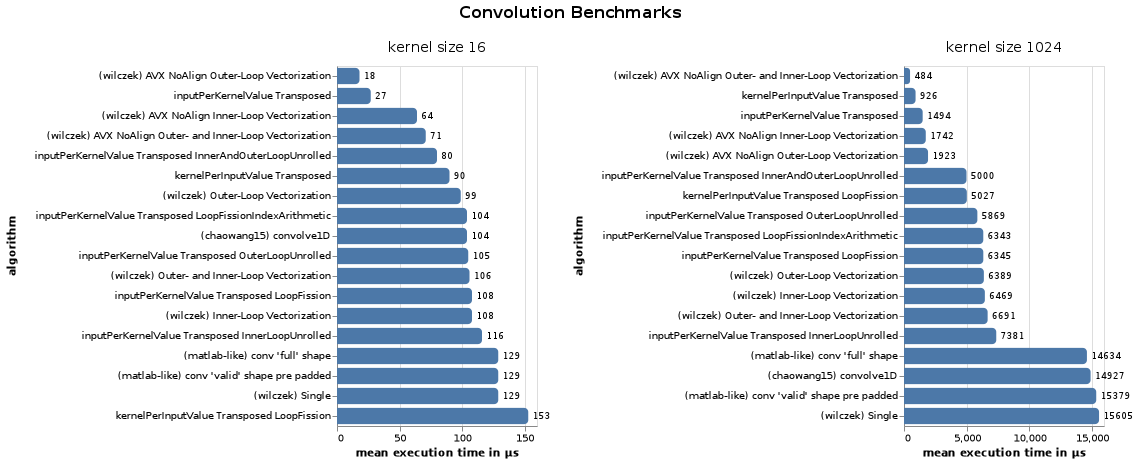 Convolution Benchmarks
kernel size 16
algorithm
(wilczek) AVX NoAlign Outer-Loop Vectorization 18
inputPerKernelValue Transposed 27
(wilczek) AVX NoAlign Inner-Loop Vectorization 64
(wilczek) AVX NoAlign Outer- and Inner-Loop Vectorization 71
inputPerKernelValue Transposed InnerAndOuterLoopUnrolled 80
kernelPerInputValue Transposed 90
(wilczek) Outer-Loop Vectorization 99
inputPerKernelValue Transposed LoopFissionIndexArithmetic 104
(chaowang15) convolve1D 104
inputPerKernelValue Transposed OuterLoopUnrolled 105
(wilczek) Outer- and Inner-Loop Vectorization 106
inputPerKernelValue Transposed LoopFission 108
(wilczek) Inner-Loop Vectorization 108
inputPerKernelValue Transposed InnerLoopUnrolled 116
(matlab-like) conv 'full' shape 129
(matlab-like) conv 'valid' shape pre padded 129
(wilczek) Single 129
kernelPerInputValue Transposed LoopFission 153
0 50 100 150
mean execution time in µs
kernel size 1024
algorithm
(wilczek) AVX NoAlign Outer- and Inner-Loop Vectorization 484
kernelPerInputValue Transposed 926
inputPerKernelValue Transposed 1494
(wilczek) AVX NoAlign Inner-Loop Vectorization 1742
(wilczek) AVX NoAlign Outer-Loop Vectorization 1923
inputPerKernelValue Transposed InnerAndOuterLoopUnrolled 5000
kernelPerInputValue Transposed LoopFission 5027
inputPerKernelValue Transposed OuterLoopUnrolled 5869
inputPerKernelValue Transposed LoopFissionIndexArithmetic 6343
inputPerKernelValue Transposed LoopFission 6345
(wilczek) Outer-Loop Vectorization 6389
(wilczek) Inner-Loop Vectorization 6469
(wilczek) Outer- and Inner-Loop Vectorization 6691
inputPerKernelValue Transposed InnerLoopUnrolled 7381
(matlab-like) conv 'full' shape 14634
(chaowang15) convolve1D 14927
(matlab-like) conv 'valid' shape pre padded 15379
(wilczek) Single 15605
0 5,000 10,000 15,000
mean execution time in µs